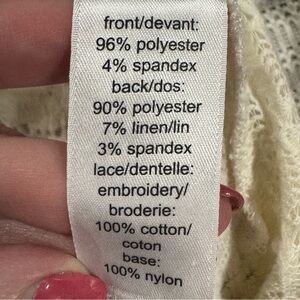 front/devant:
96% polyester
4% spandex
back/dos:
90% polyester
7% linen/lin
3% spandex
lace/dentelle:
embroidery/
broderie:
100% cotton/
coton
base:
100% nylon